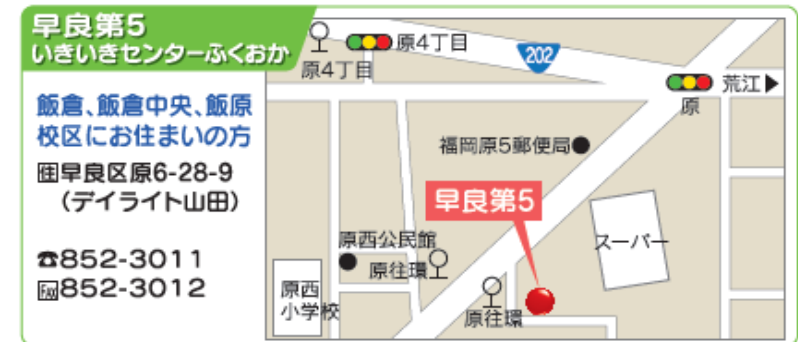 早良第5
いきいきセンターふくおか
飯倉、飯倉中央、飯原
校区にお住まいの方
住早良区原6-28-9
(デイライト山田)
☎852-3011
FAX852-3012
原4丁目
原4丁目
202
原
荒江▶
福岡原5郵便局
早良第5
スーパー
原西公民館
原往環
原往環
原西
小学校